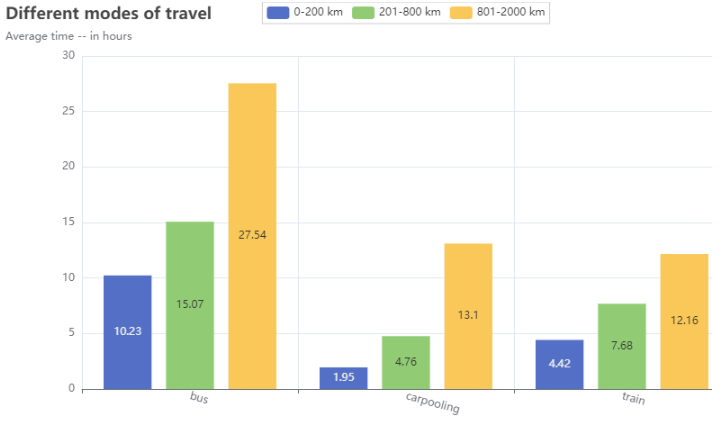 Different modes of travel
0-200 km 201-800 km 801-2000 km
Average time -- in hours
30
25
20
15
10
5
0
27.54
15.07
10.23
13.1
4.76
1.95
12.16
7.68
4.42
bus
carpooling
train